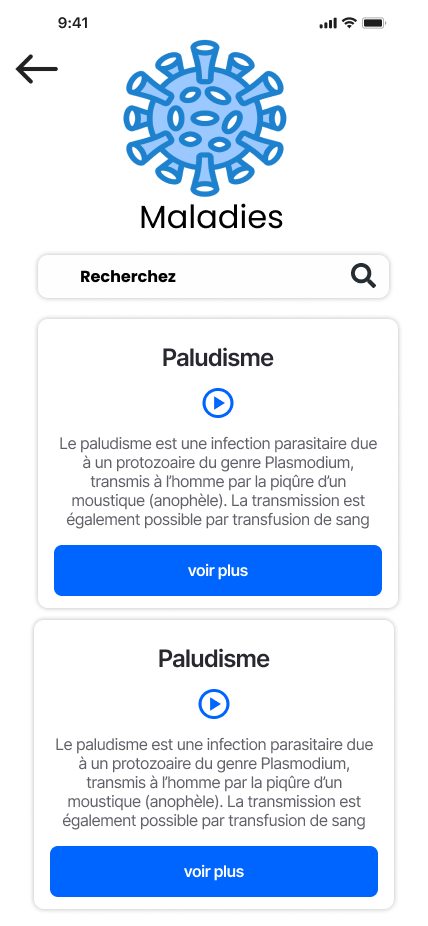 9:41
Maladies
Recherchez
Paludisme
Le paludisme est une infection parasitaire due
à un protozoaire du genre Plasmodium,
transmis à l’homme par la piqûre d’un
moustique (anophèle). La transmission est
également possible par transfusion de sang
voir plus
Paludisme
Le paludisme est une infection parasitaire due
à un protozoaire du genre Plasmodium,
transmis à l’homme par la piqûre d’un
moustique (anophèle). La transmission est
également possible par transfusion de sang
voir plus